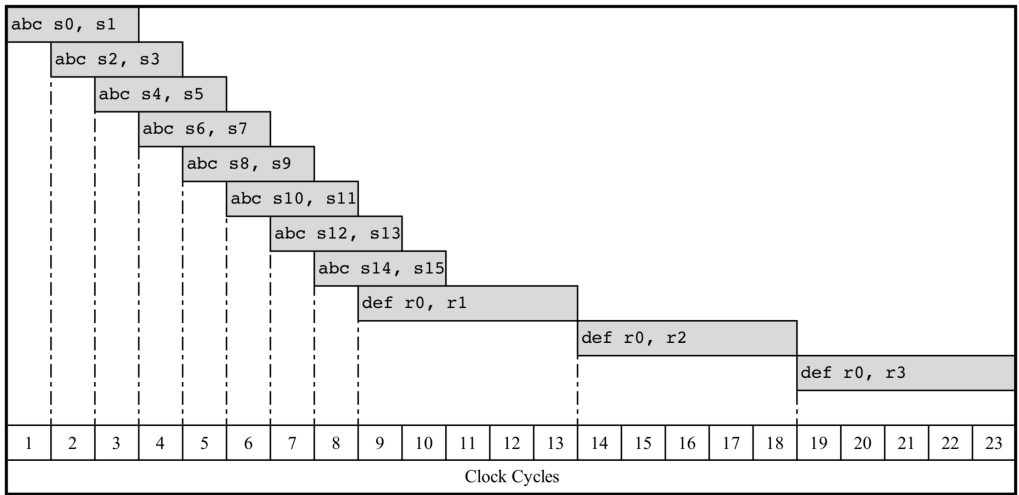 abc s0, s1
abc s2, s3
abc s4, s5
abc s6, s7
abc s8, s9
abc s10, s11
abc s12, s13
abc s14, s15
def r0, r1
def r0, r2
def r0, r3
1 2 3 4 5 6 7 8 9 10 11 12 13 14 15 16 17 18 19 20 21 22 23
Clock Cycles